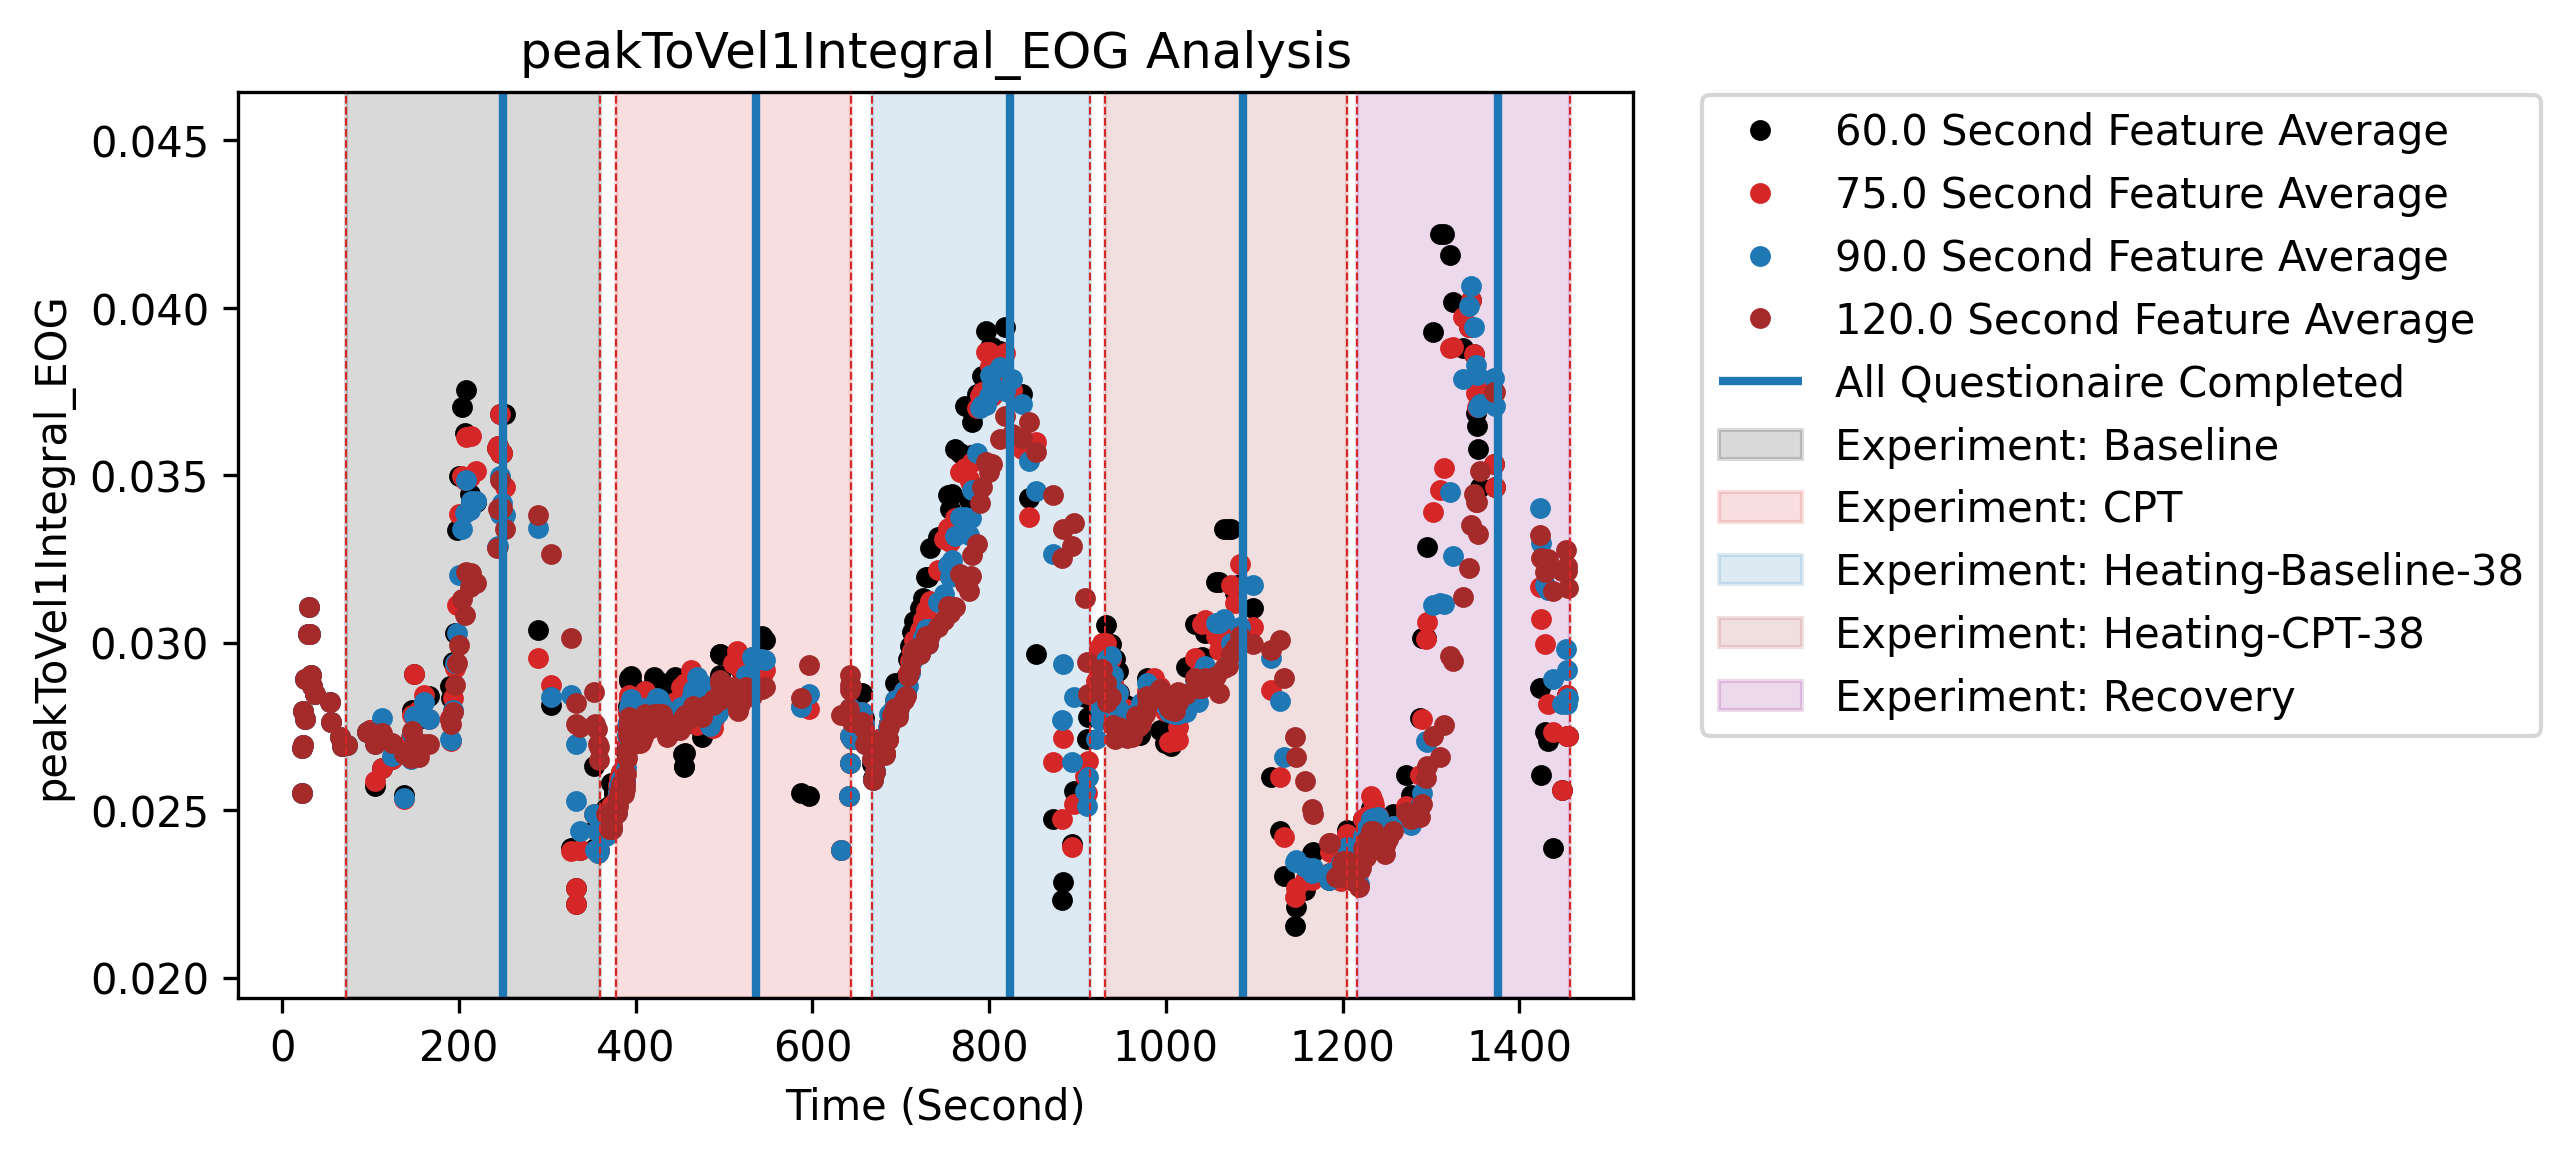 peakToVel1Integral_EOG Analysis
peakToVel1Integral_EOG
0.045
0.040
0.035
0.030
0.025
0.020
0
200
400
600
800
1000
1200
1400
Time (Second)
60.0 Second Feature Average
75.0 Second Feature Average
90.0 Second Feature Average
120.0 Second Feature Average
All Questionaire Completed
Experiment: Baseline
Experiment: CPT
Experiment: Heating-Baseline-38
Experiment: Heating-CPT-38
Experiment: Recovery